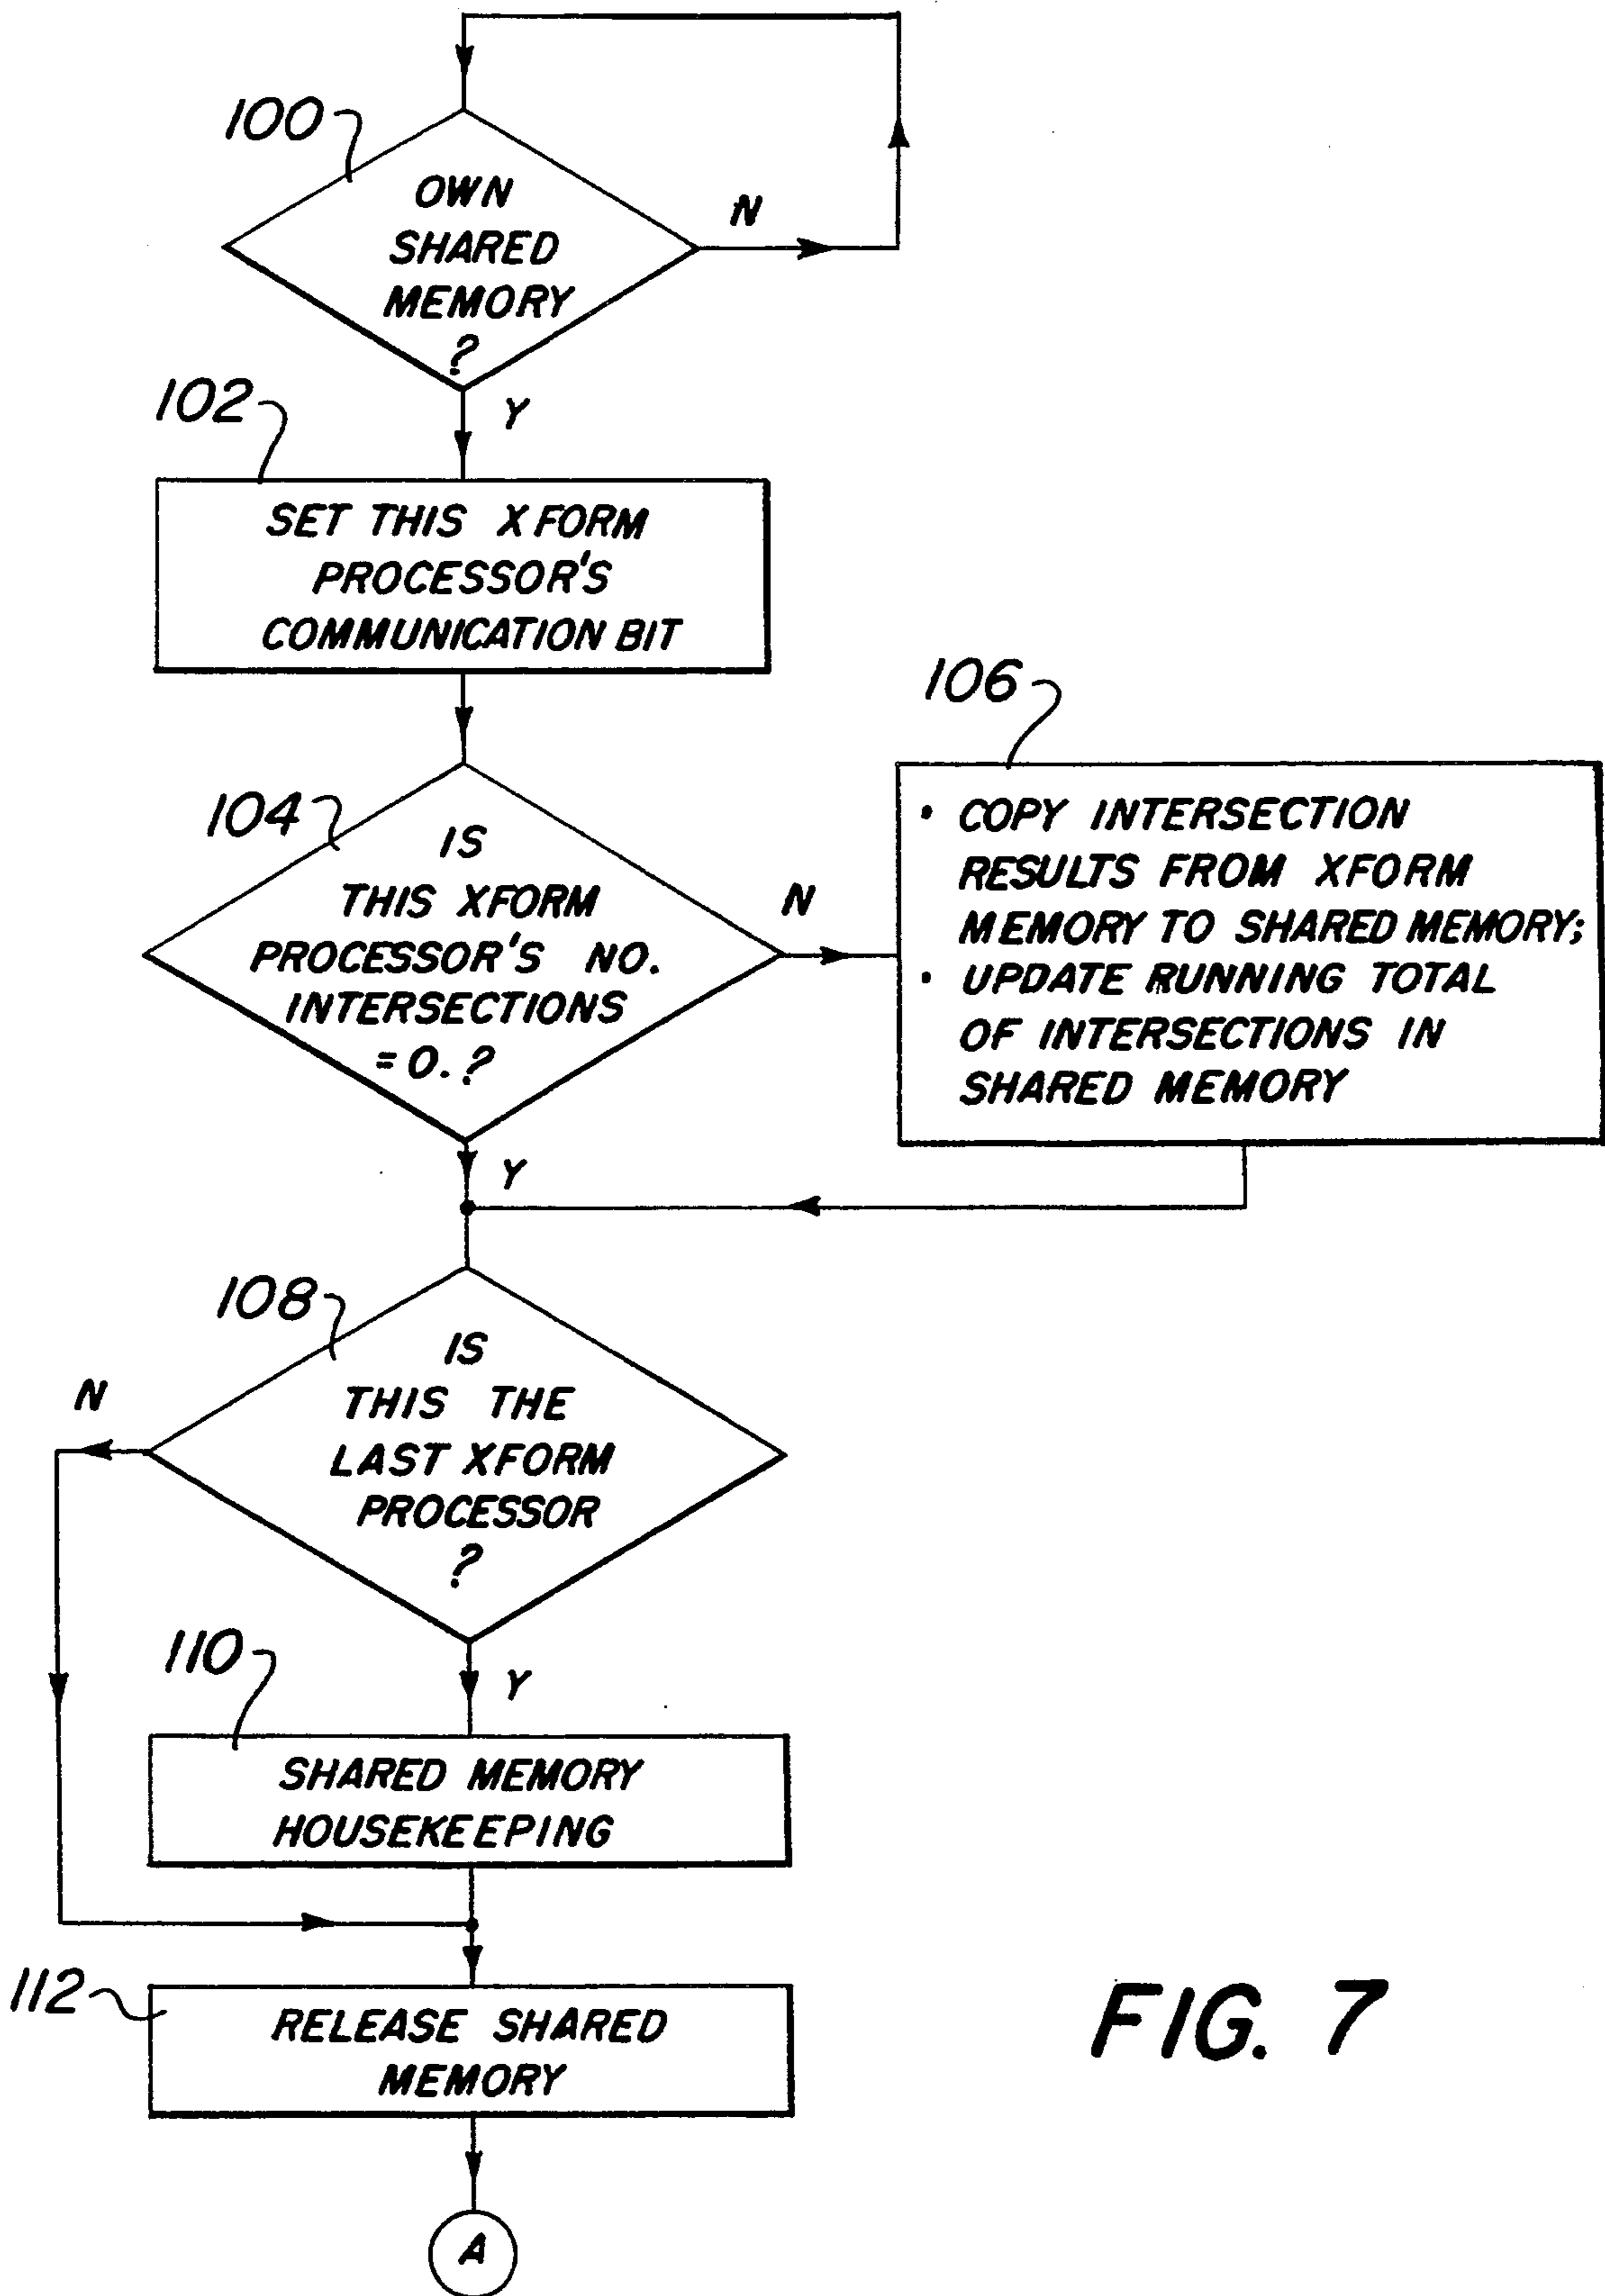 100
OWN
SHARED
MEMORY
?
N
Y
102
SET THIS XFORM
PROCESSOR'S
COMMUNICATION BIT
104
IS
THIS XFORM
PROCESSOR'S NO.
INTERSECTIONS
= 0. ?
N
Y
106
• COPY INTERSECTION
RESULTS FROM XFORM
MEMORY TO SHARED MEMORY;
• UPDATE RUNNING TOTAL
OF INTERSECTIONS IN
SHARED MEMORY
108
IS
THIS THE
LAST XFORM
PROCESSOR
?
N
Y
110
SHARED MEMORY
HOUSEKEEPING
112
RELEASE SHARED
MEMORY
A
FIG. 7